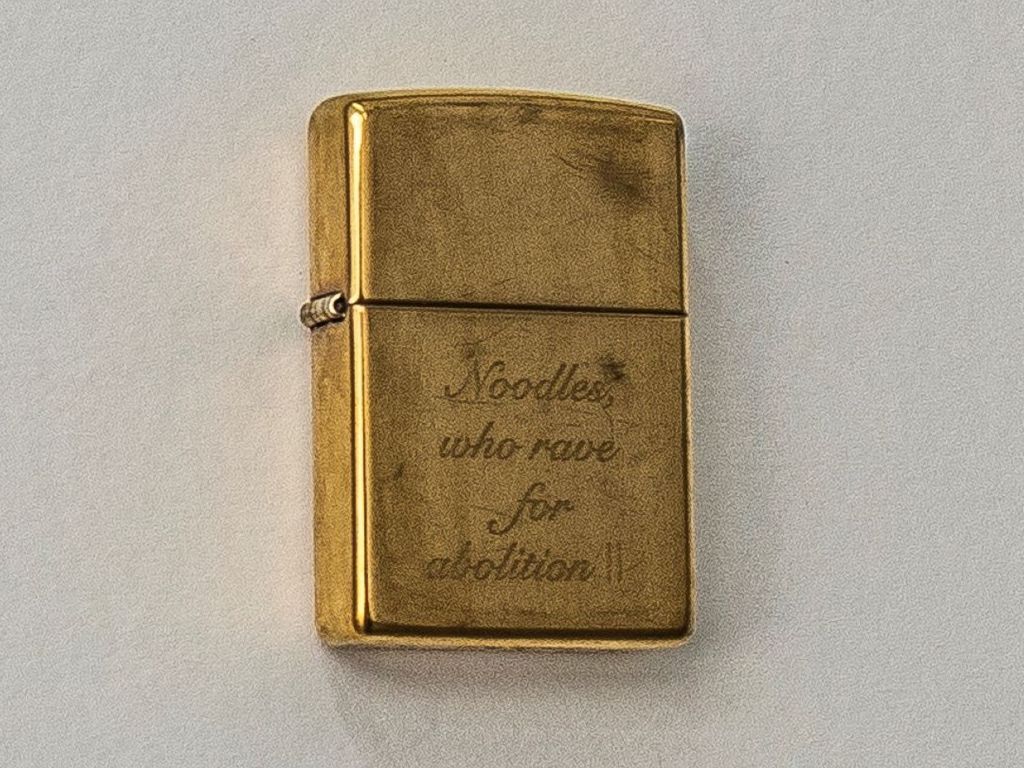 Noodles,
who rave
for
abolition ||